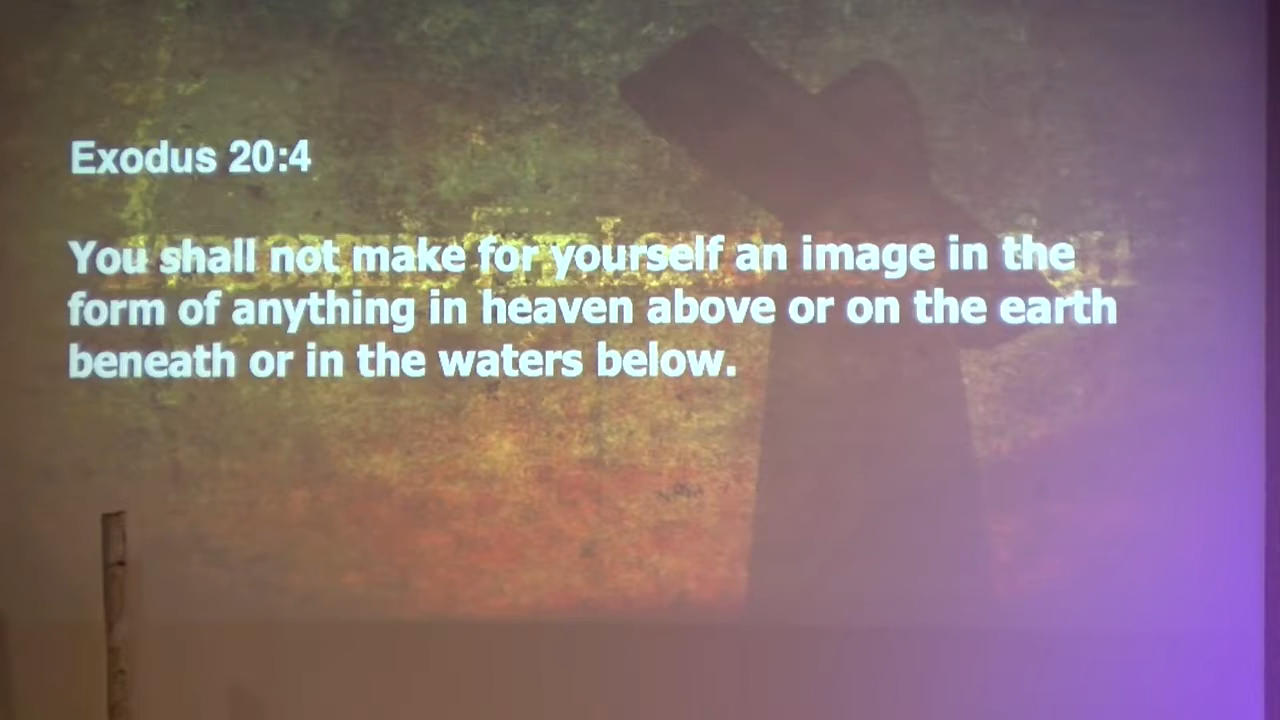 Exodus 20:4
You shall not make for yourself an image in the
form of anything in heaven above or on the earth
beneath or in the waters below.